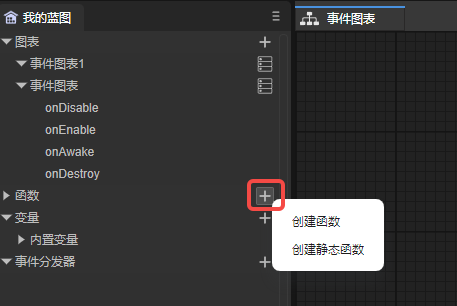 我的蓝图
事件图表
图表
事件图表1
事件图表
onDisable
onEnable
onAwake
onDestroy
函数
创建函数
变量
内置变量
创建静态函数
事件分发器